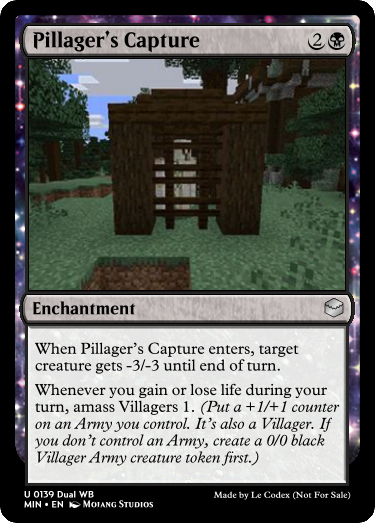 Pillager's Capture 2
Enchantment
When Pillager's Capture enters, target
creature gets -3/-3 until end of turn.
Whenever you gain or lose life during your
turn, amass Villagers 1. (Put a +1/+1 counter
on an Army you control. It's also a Villager. If
you don't control an Army, create a 0/0 black
Villager Army creature token first.)
U 0139 Dual WB
MIN • EN Mojang Studios
Made by Le Codex (Not For Sale)